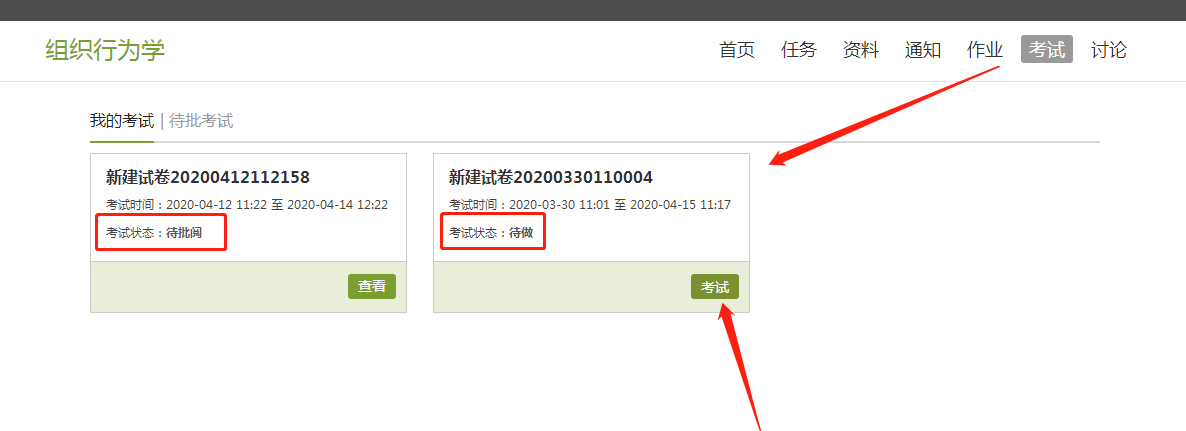 组织行为学
首页 任务 资料 通知 作业 考试 讨论
我的考试 | 待批考试
新建试卷20200412112158
考试时间：2020-04-12 11:22 至 2020-04-14 12:22
考试状态：待批阅
查看
新建试卷20200330110004
考试时间：2020-03-30 11:01 至 2020-04-15 11:17
考试状态：待做
考试